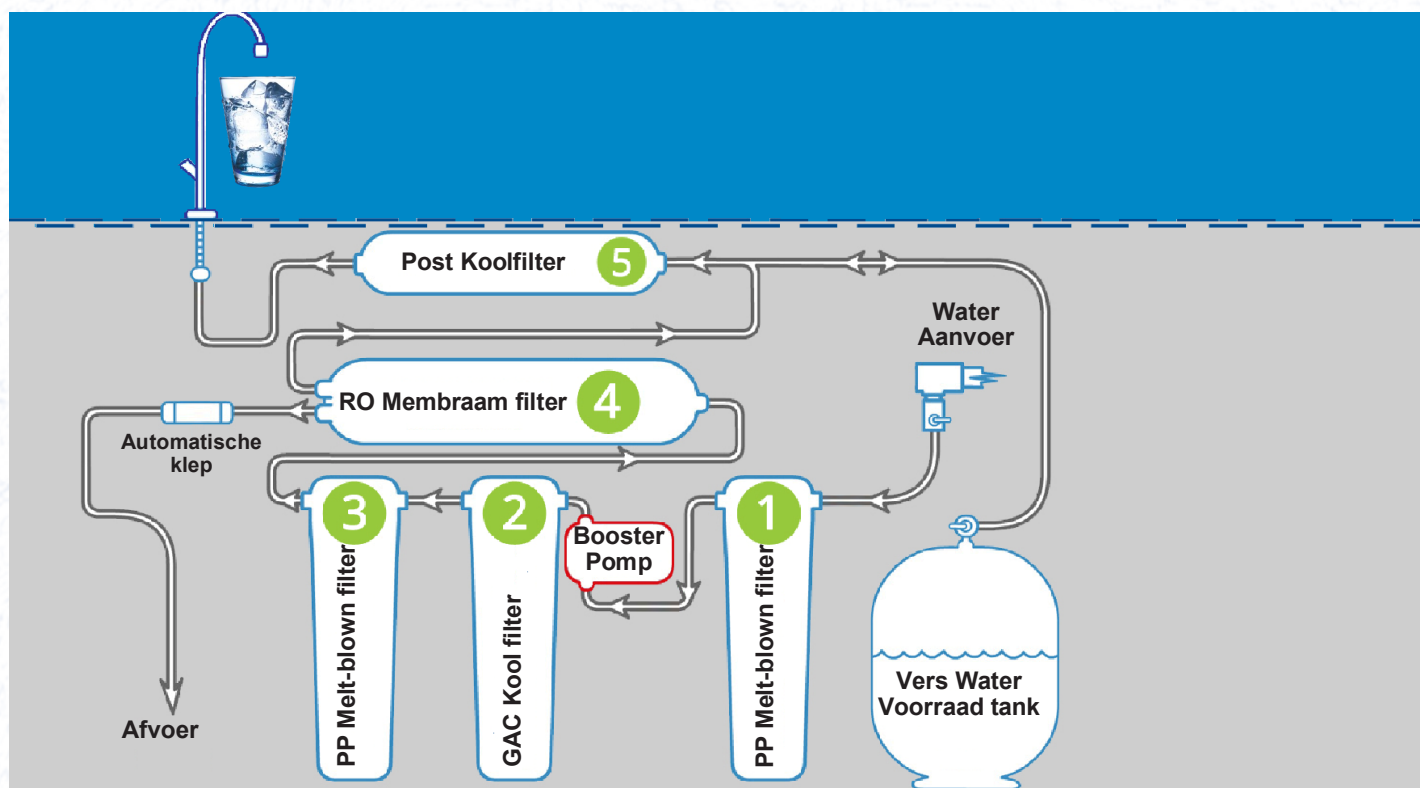 Post Koolfilter
5
Water
Aanvoer
RO Membraam filter
4
Automatische
klep
3
2
1
Booster
Pomp
PP Melt-blown filter
GAC Kool filter
PP Melt-blown filter
Vers Water
Voorraad tank
Afvoer